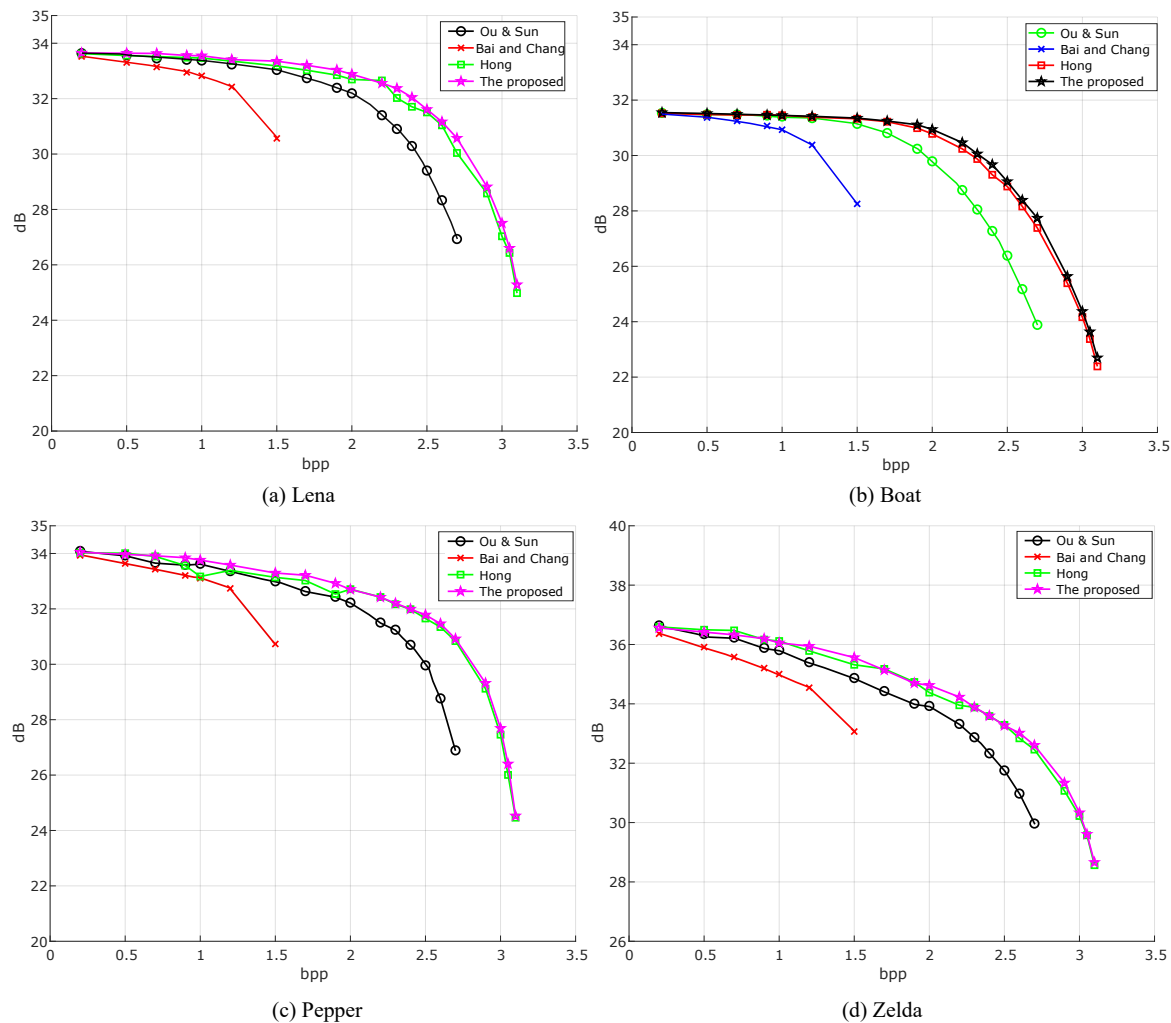 35
34
32
30
28
26
24
22
20
0
0.5
1
1.5
2
2.5
3
3.5
dB
bpp
Ou & Sun
Bai and Chang
Hong
The proposed
(a) Lena
35
34
32
30
28
26
24
22
20
0
0.5
1
1.5
2
2.5
3
3.5
dB
bpp
Ou & Sun
Bai and Chang
Hong
The proposed
(b) Boat
35
34
32
30
28
26
24
22
20
0
0.5
1
1.5
2
2.5
3
3.5
dB
bpp
Ou & Sun
Bai and Chang
Hong
The proposed
(c) Pepper
40
38
36
34
32
30
28
26
0
0.5
1
1.5
2
2.5
3
3.5
dB
bpp
Ou & Sun
Bai and Chang
Hong
The proposed
(d) Zelda